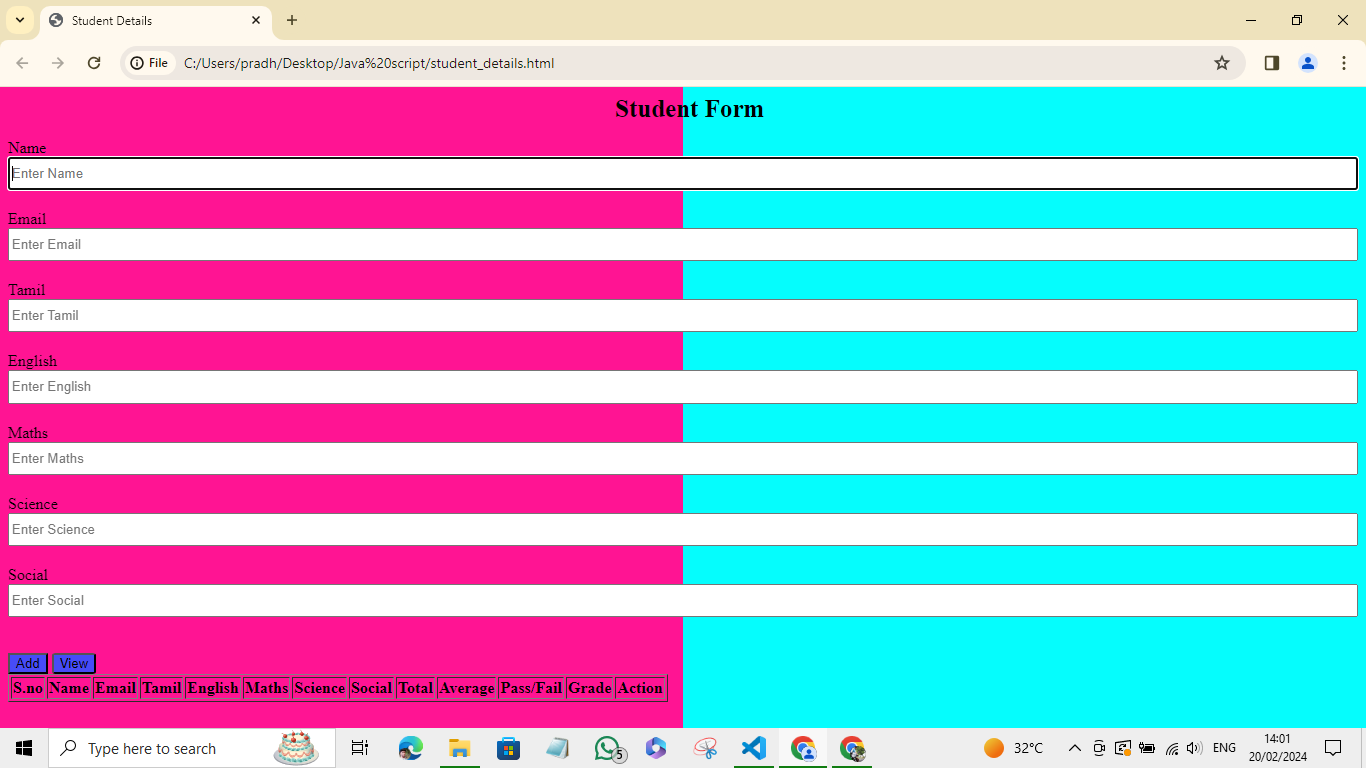 Student Details
File C:/Users/pradh/Desktop/Java%20script/student_details.html
Student Form
Name
Enter Name
Email
Enter Email
Tamil
Enter Tamil
English
Enter English
Maths
Enter Maths
Science
Enter Science
Social
Enter Social
Add View
S.no Name Email Tamil English Maths Science Social Total Average Pass/Fail Grade Action
Type here to search 5 32°C ENG 14:01
20/02/2024